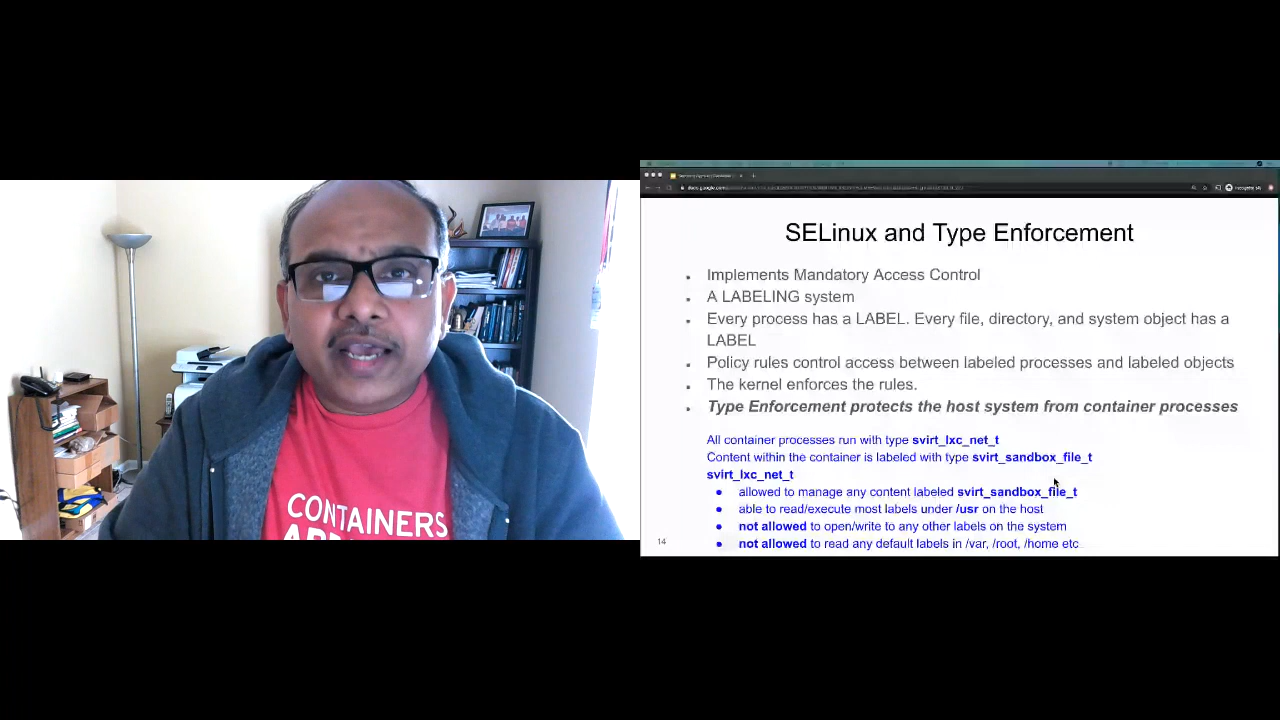 CONTAINERS
SELinux and Type Enforcement
Implements Mandatory Access Control
A LABELING system
Every process has a LABEL. Every file, directory, and system object has a
LABEL
Policy rules control access between labeled processes and labeled objects
The kernel enforces the rules.
Type Enforcement protects the host system from container processes
All container processes run with type svirt_lxc_net_t
Content within the container is labeled with type svirt_sandbox_file_t
svirt_lxc_net_t
allowed to manage any content labeled svirt_sandbox_file_t
able to read/execute most labels under /usr on the host
not allowed to open/write to any other labels on the system
not allowed to read any default labels in /var, /root, /home etc
14